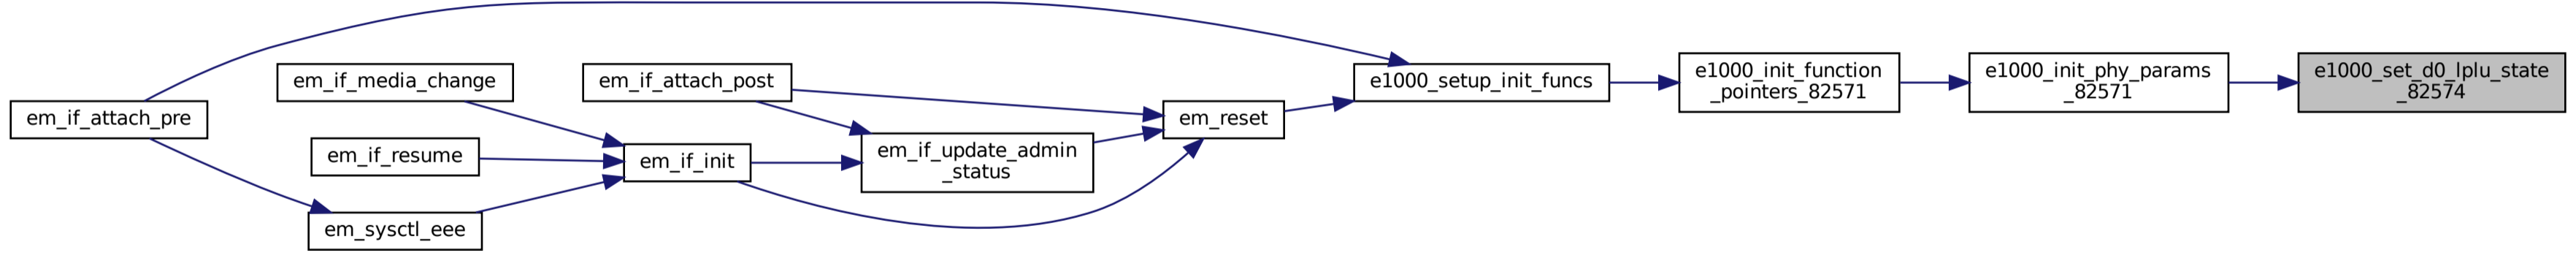 em_if_attach_pre
em_if_media_change
em_if_resume
em_sysctl_eee
em_if_attach_post
em_if_init
em_if_update_admin
_status
em_reset
e1000_setup_init_funcs
e1000_init_function
_pointers_82571
e1000_init_phy_params
_82571
e1000_set_d0_lplu_state
_82574